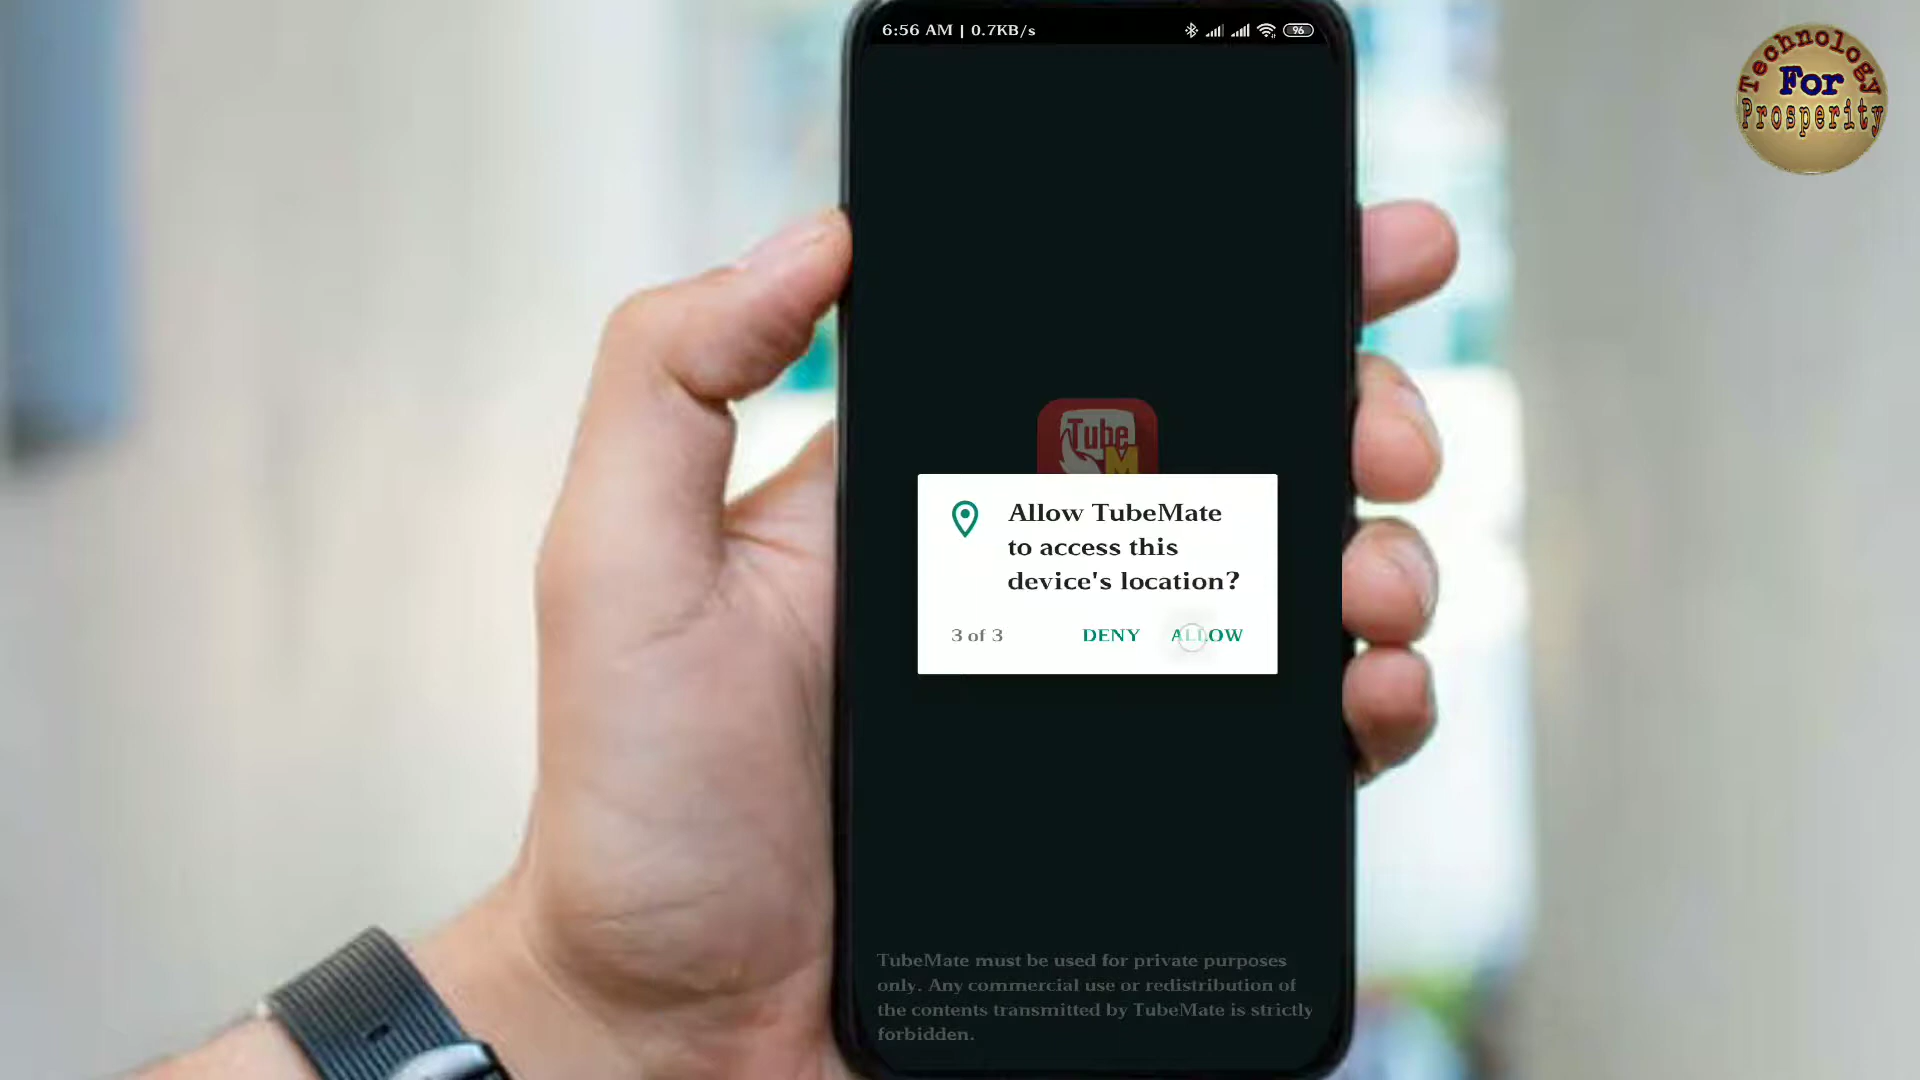 6:56 AM | 0.7KB/s
96
Technology
For
Prosperity
Tube
M
Allow TubeMate
to access this
device's location?
3 of 3 DENY ALLOW
TubeMate must be used for private purposes
only. Any commercial use or redistribution of
the contents transmitted by TubeMate is strictly
forbidden.